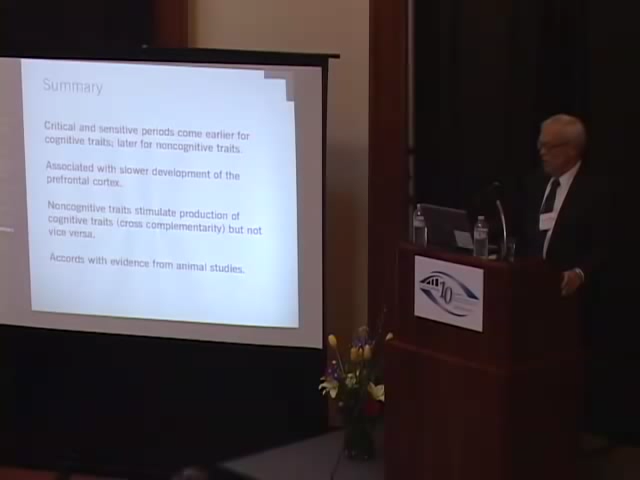 Summary
Critical and sensitive periods come earlier for
cognitive traits; later for noncognitive traits.
Associated with slower development of the
prefrontal cortex.
Noncognitive traits stimulate production of
cognitive traits (cross complementarity) but not
vice versa.
Accords with evidence from animal studies.
10